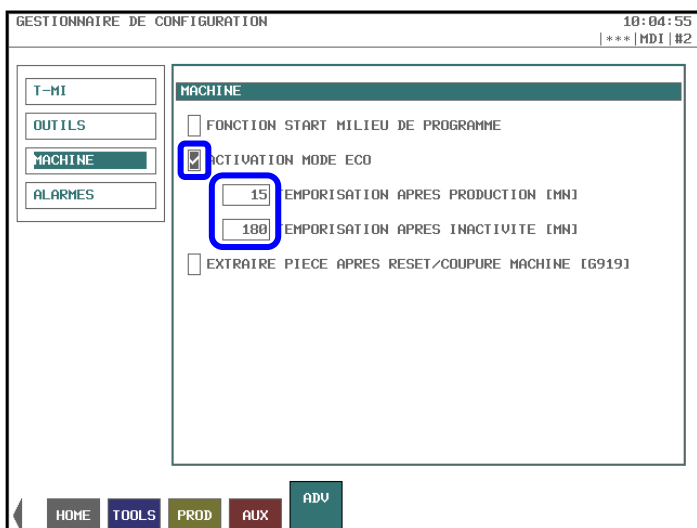 GESTIONNAIRE DE CONFIGURATION
10:04:55
|***|MDI|#2
T-MI
OUTILS
MACHINE
ALARMES
MACHINE
FONCTION START MILIEU DE PROGRAMME
ACTIVATION MODE ECO
15 TEMPORISATION APRES PRODUCTION [MN]
180 TEMPORISATION APRES INACTIVITE [MN]
EXTRAIRE PIECE APRES RESET/COUPURE MACHINE [G919]
HOME TOOLS PROD AUX ADV